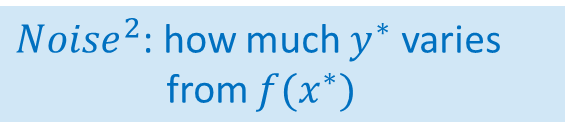 Noise²: how much y* varies
from f(x*)